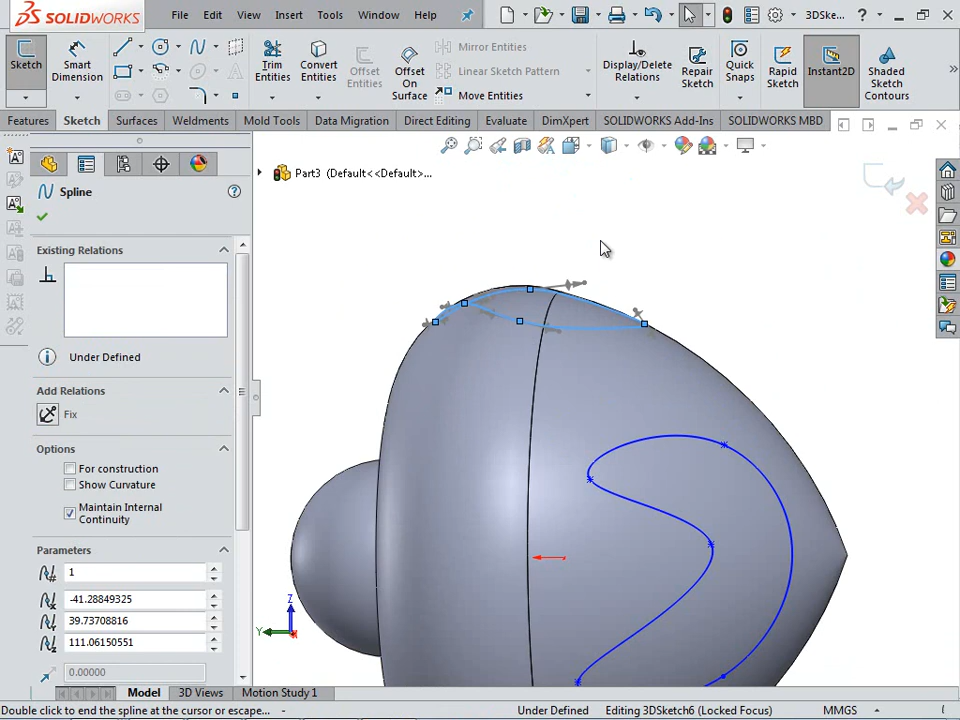 SOLIDWORKS File Edit View Insert Tools Window Help 3DSke... ?
Sketch
Smart Dimension
Trim Entities
Convert Entities
Offset Entities
Offset On Surface
Mirror Entities
Linear Sketch Pattern
Move Entities
Display/Delete Relations
Repair Sketch
Quick Snaps
Rapid Sketch
Instant2D
Shaded Sketch Contours
Features Sketch Surfaces Weldments Mold Tools Data Migration Direct Editing Evaluate DimXpert SOLIDWORKS Add-Ins SOLIDWORKS MBD
Part3 (Default<<Default>...
Spline
Existing Relations
Under Defined
Add Relations
Fix
Options
For construction
Show Curvature
Maintain Internal
Continuity
Parameters
1
-41.28849325
39.73708816
111.06150551
0.00000
Z
Y
X
Model 3D Views Motion Study 1
Double click to end the spline at the cursor or escape... - Under Defined Editing 3DSketch6 (Locked Focus) MMGS